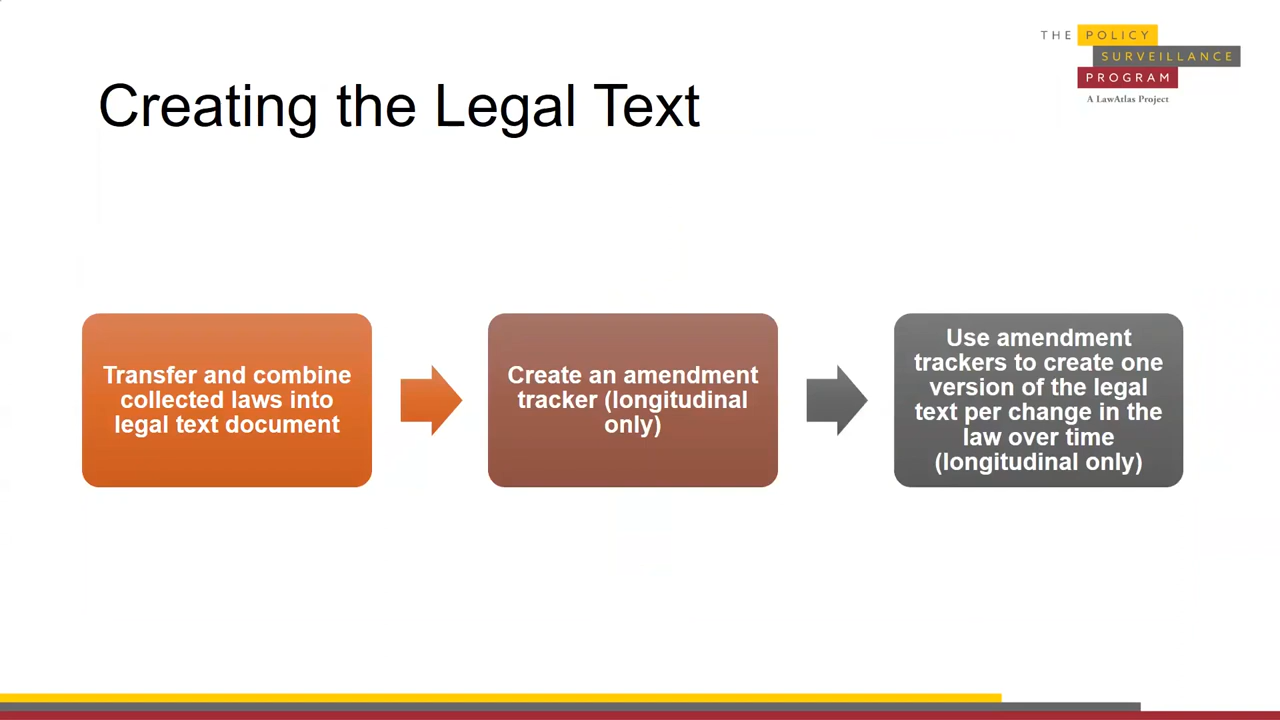 THE POLICY
SURVEILLANCE
PROGRAM
A LawAtlas Project
Creating the Legal Text
Transfer and combine
collected laws into
legal text document
Create an amendment
tracker (longitudinal
only)
Use amendment
trackers to create one
version of the legal
text per change in the
law over time
(longitudinal only)